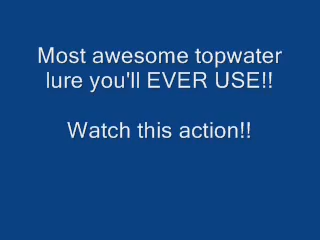 Most awesome topwater
lure you'll EVER USE!!
Watch this action!!